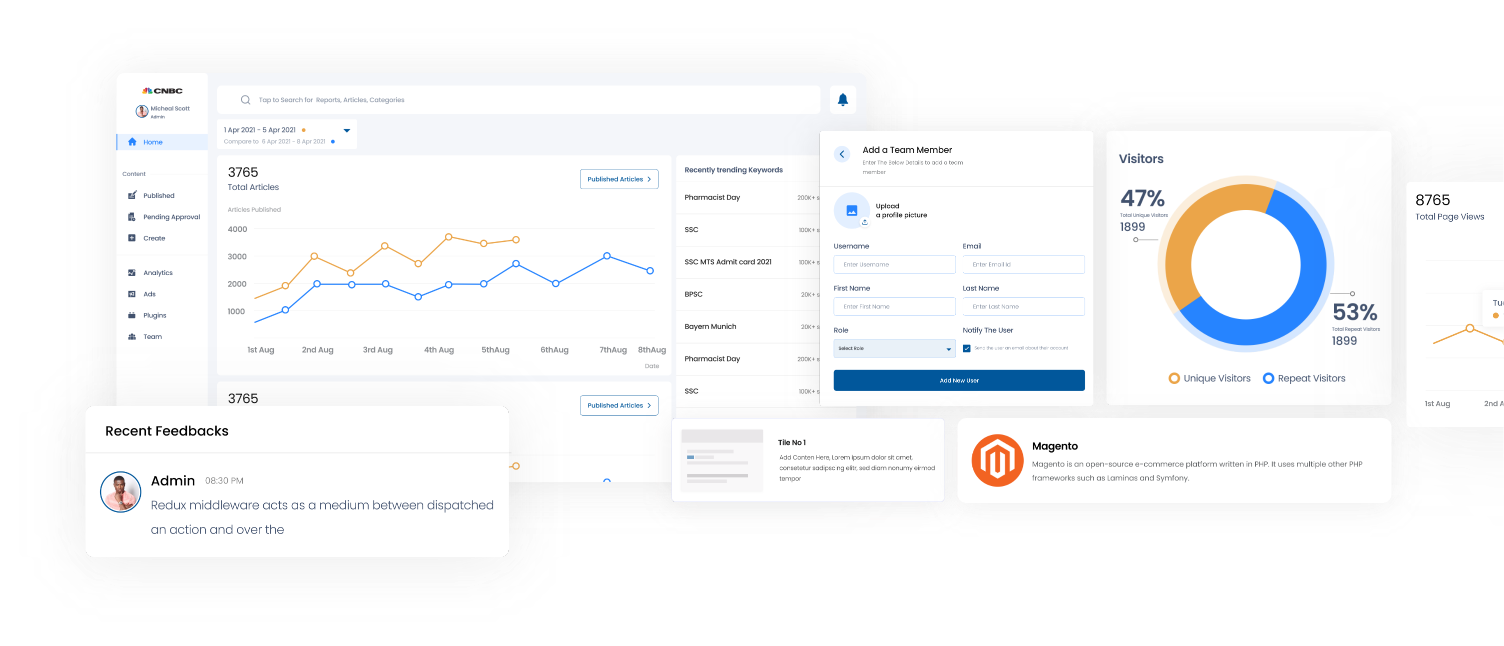 CNBC
Micheal Scott
Admin
Home
Content
Published
Pending Approval
Create
Analytics
Ads
Plugins
Team
Tap to Search for Reports, Articles, Categories
1 Apr 2021 - 5 Apr 2021
Compare to 6 Apr 2021 - 8 Apr 2021
3765
Total Articles
Published Articles
Articles Published
4000
3000
2000
1000
1st Aug
2nd Aug
3rd Aug
4th Aug
5thAug
6thAug
7thAug
8thAug
Date
3765
Published Articles
Recently trending Keywords
Pharmacist Day 200K+ s
SSC 100K+ s
SSC MTS Admit card 2021 100K+ s
BPSC 20K+ s
Bayern Munich 20K+ s
Pharmacist Day 200K+ s
SSC 100K+ s
Add a Team Member
Enter The Below Details to add a team
member
Upload
a profile picture
Username
Enter Username
Email
Enter Email id
First Name
Enter First Name
Last Name
Enter Last Name
Role
Select Role
Notify The User
Send the user an email about their account
Add New User
Visitors
47%
Total Unique Visitors
1899
53%
Total Repeat Visitors
1899
Unique Visitors
Repeat Visitors
8765
Total Page Views
Tu
1st Aug
2nd A
Recent Feedbacks
Admin 08:30 PM
Redux middleware acts as a medium between dispatched
an action and over the
Tile No 1
Add Conten Here, Lorem ipsum dolor sit amet,
consetetur sadipscing elitr, sed diam nonumy eirmod
tempor
Magento
Magento is an open-source e-commerce platform written in PHP. It uses multiple other PHP
frameworks such as Laminas and Symfony.